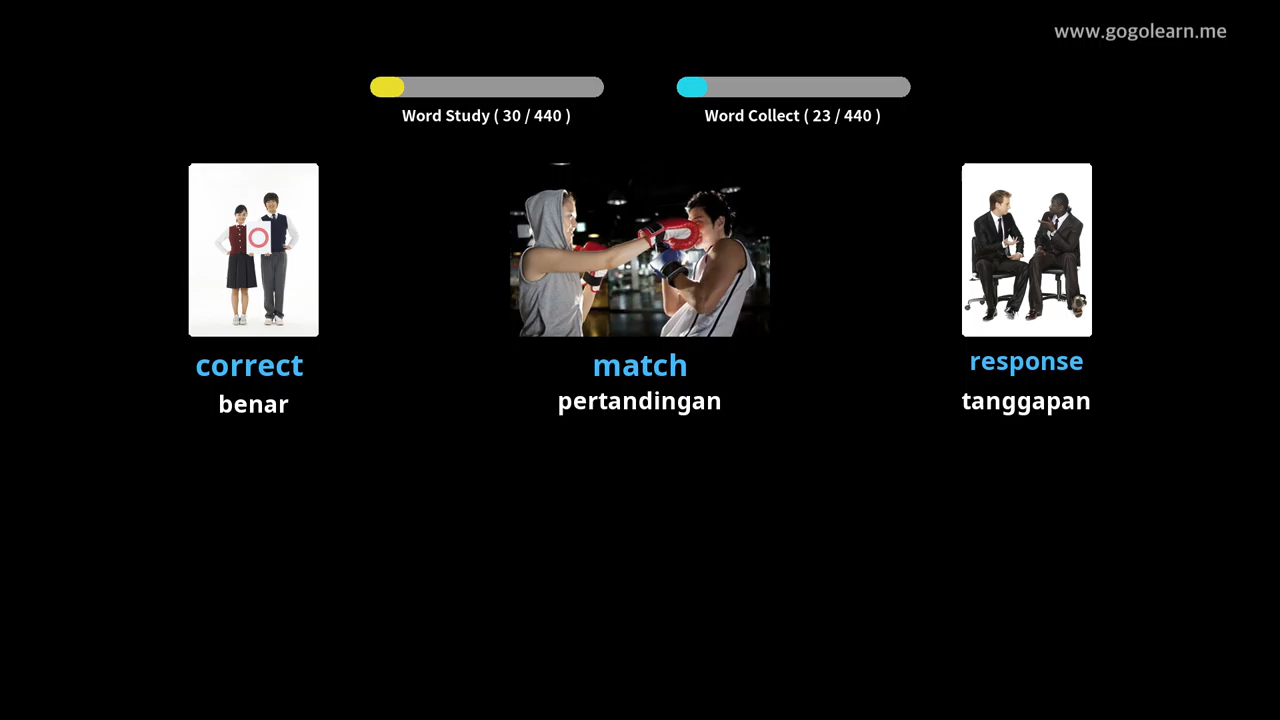 www.gogolearn.me
Word Study ( 30 / 440 )
Word Collect ( 23 / 440 )
correct
match
response
benar
pertandingan
tanggapan